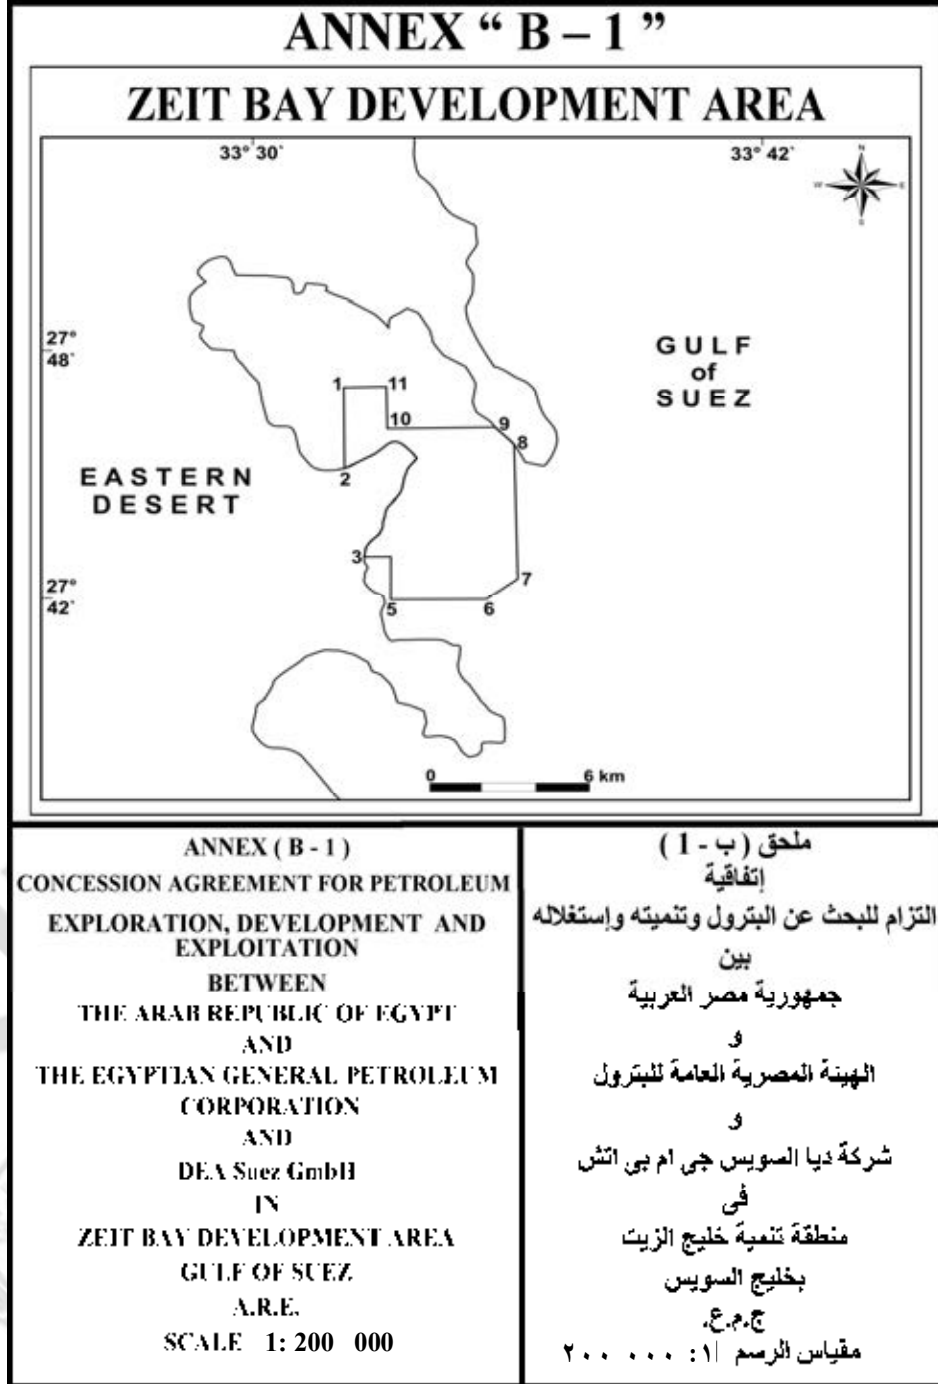 ANNEX “ B – 1 ”
ZEIT BAY DEVELOPMENT AREA
33° 30`
33° 42`
N
W
E
S
27°
48`
GULF
of
SUEZ
1
11
10
9
8
2
EASTERN
DESERT
3
7
27°
42`
5
6
0
6 km
ANNEX ( B - 1 )
CONCESSION AGREEMENT FOR PETROLEUM
EXPLORATION, DEVELOPMENT AND
EXPLOITATION
BETWEEN
THE ARAB REPUBLIC OF EGYPT
AND
THE EGYPTIAN GENERAL PETROLEUM
CORPORATION
AND
DEA Suez GmbH
IN
ZEIT BAY DEVELOPMENT AREA
GULF OF SUEZ
A.R.E.
SCALE 1: 200 000
ملحق ( ب - 1 )
إتفاقية
التزام للبحث عن البترول وتنميته وإستغلاله
بين
جمهورية مصر العربية
و
الهيئة المصرية العامة للبترول
و
شركة ديا السويس جى ام بى اتش
فى
منطقة تنمية خليج الزيت
بخليج السويس
ج.م.ع.
مقياس الرسم ١: ٠٠٠ ٢٠٠